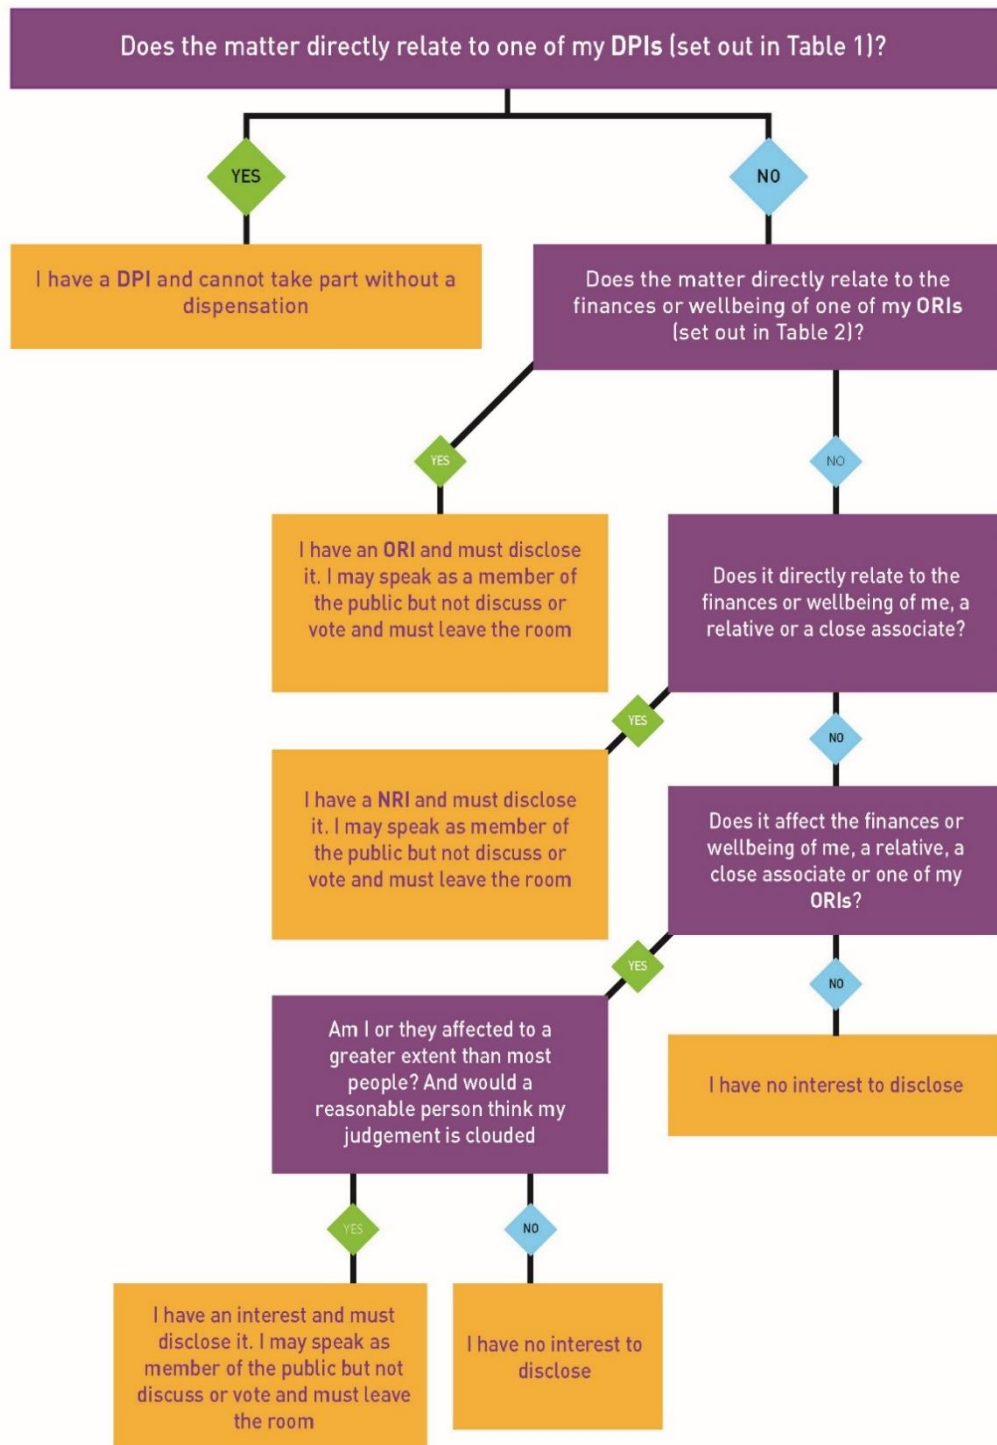 Does the matter directly relate to one of my DPIs (set out in Table 1)?
YES
NO
I have a DPI and cannot take part without a
dispensation
Does the matter directly relate to the
finances or wellbeing of one of my ORIs
(set out in Table 2)?
YES
NO
I have an ORI and must disclose
it. I may speak as a member of
the public but not discuss or
vote and must leave the room
Does it directly relate to the
finances or wellbeing of me, a
relative or a close associate?
YES
NO
I have a NRI and must disclose
it. I may speak as member of
the public but not discuss or
vote and must leave the room
Does it affect the finances or
wellbeing of me, a relative, a
close associate or one of my
ORIs?
YES
NO
Am I or they affected to a
greater extent than most
people? And would a
reasonable person think my
judgement is clouded
I have no interest to disclose
YES
NO
I have an interest and must
disclose it. I may speak as
member of the public but not
discuss or vote and must leave
the room
I have no interest to
disclose